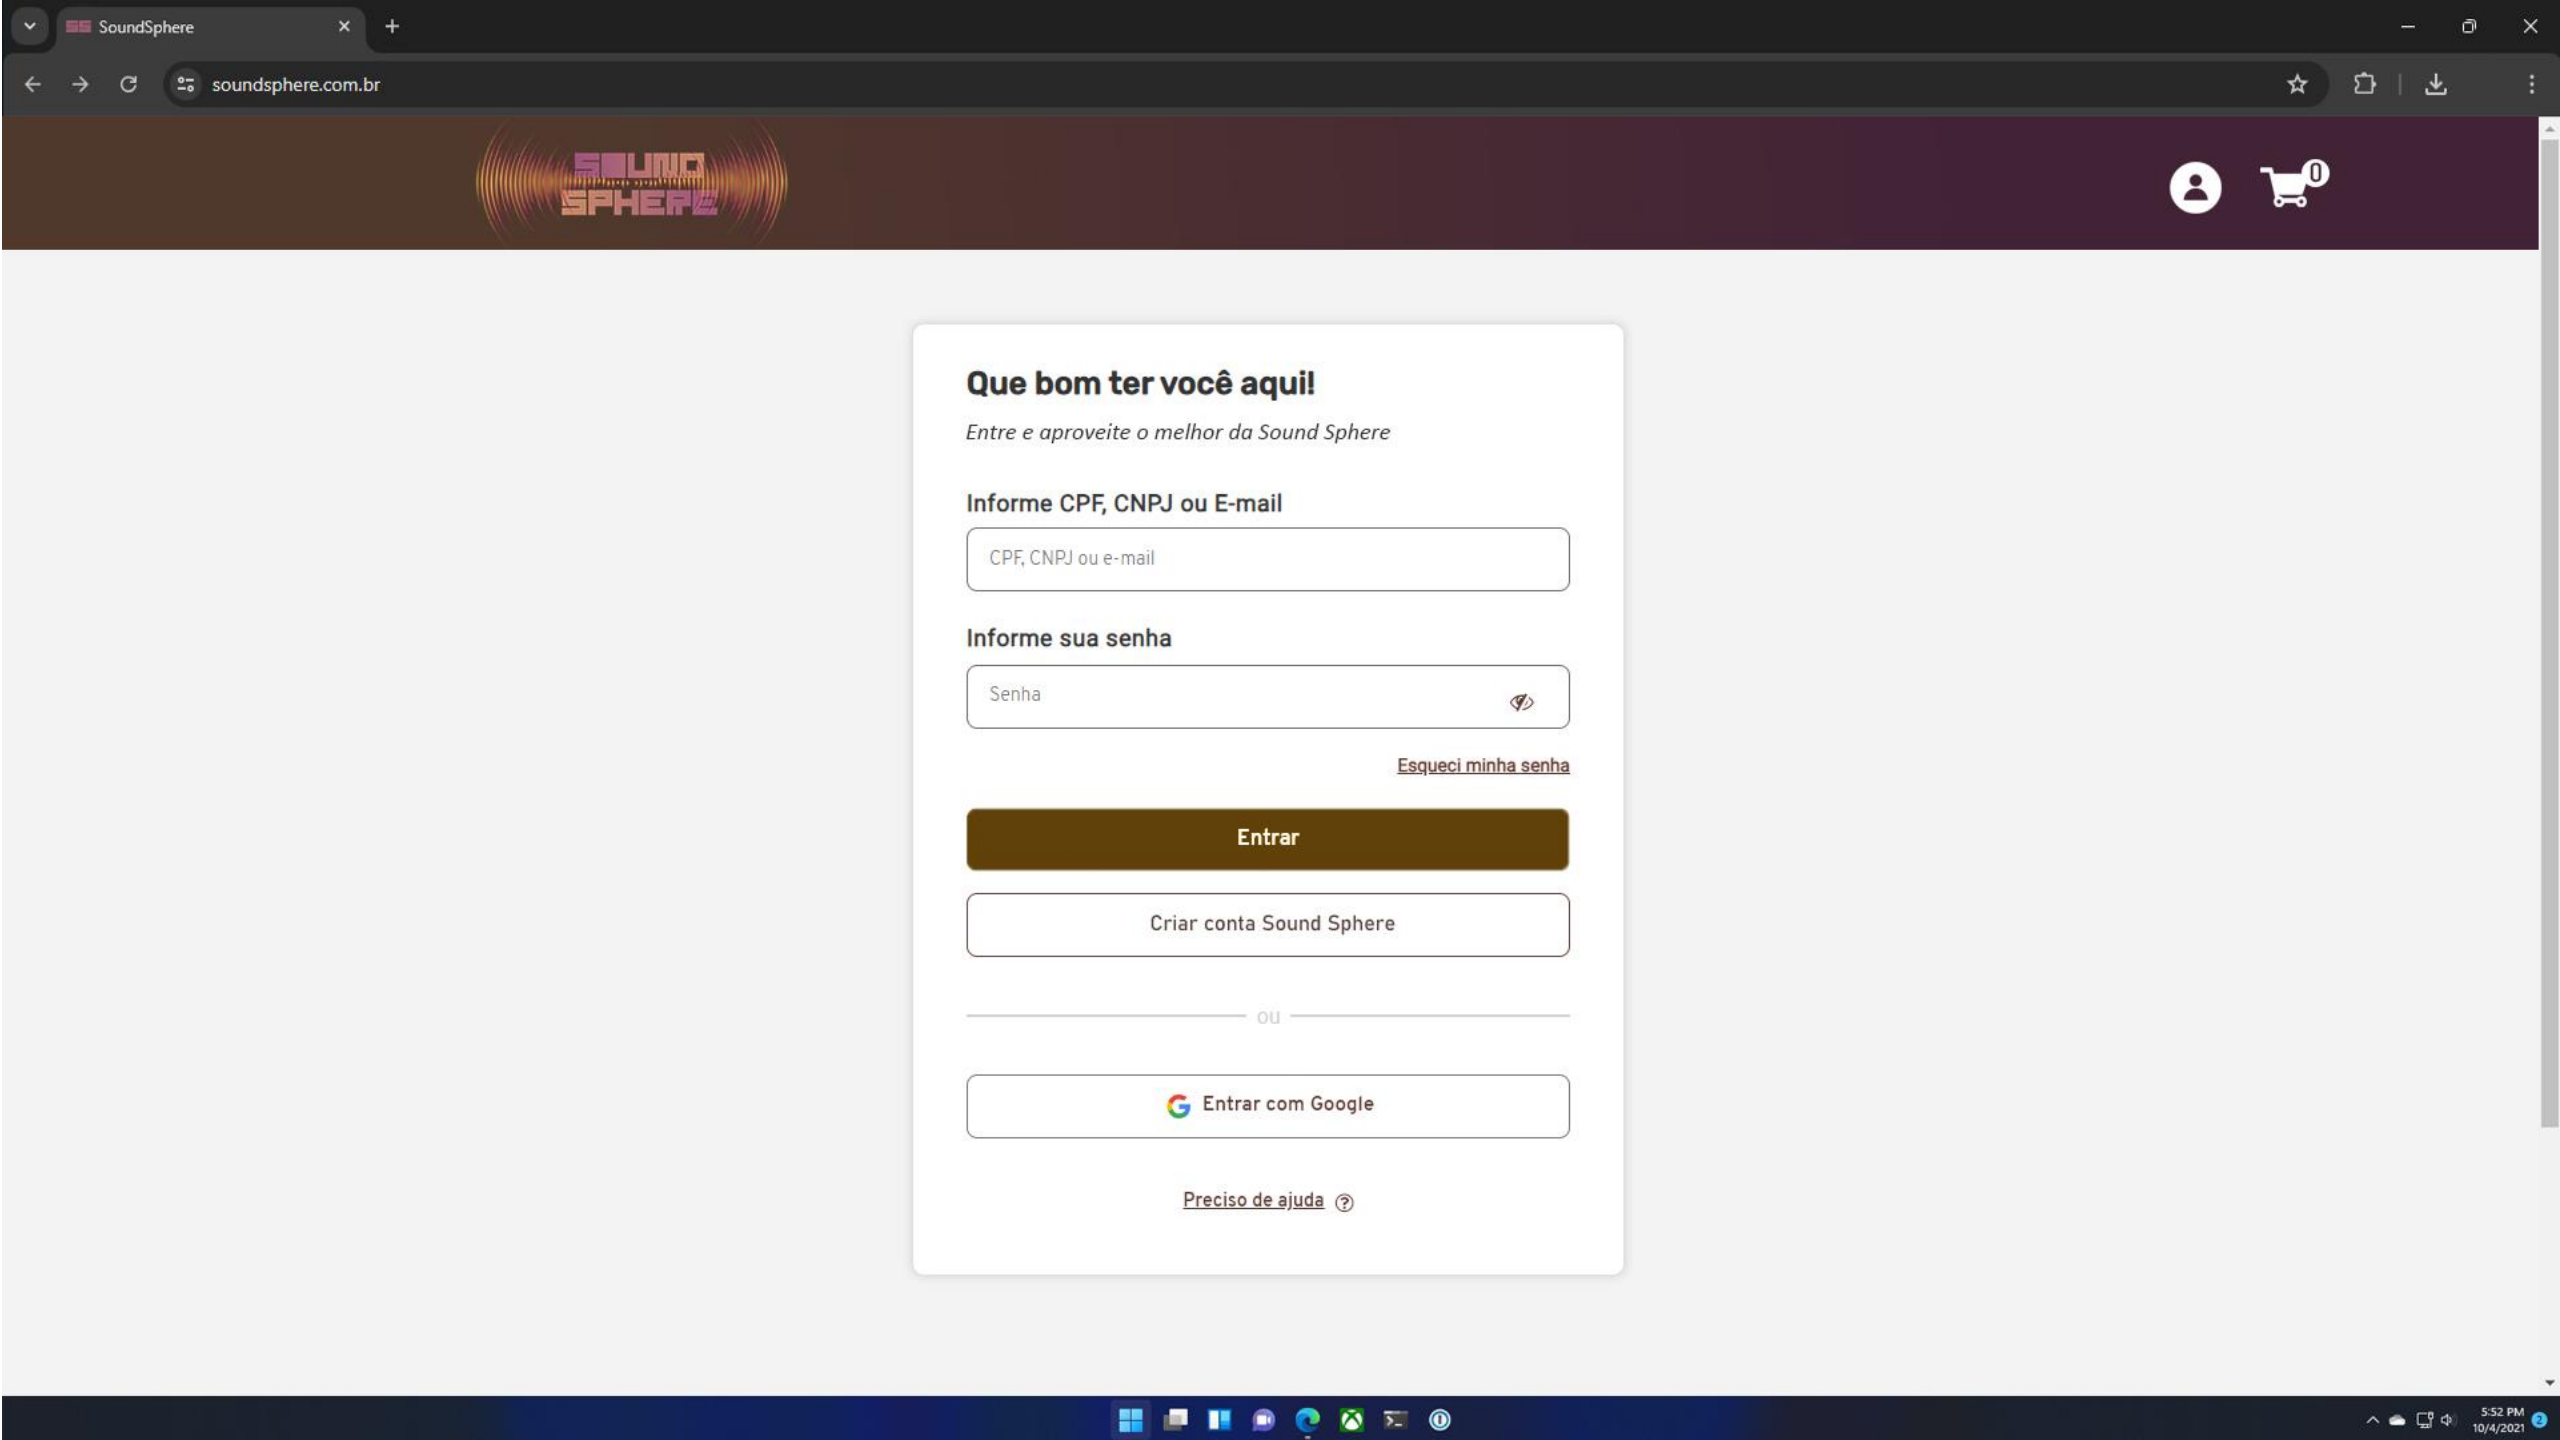 SoundSphere
soundsphere.com.br
SOUND
SPHERE
0
Que bom ter você aqui!
Entre e aproveite o melhor da Sound Sphere
Informe CPF, CNPJ ou E-mail
CPF, CNPJ ou e-mail
Informe sua senha
Senha
Esqueci minha senha
Entrar
Criar conta Sound Sphere
ou
Entrar com Google
Preciso de ajuda ?
5:52 PM
10/4/2021
2